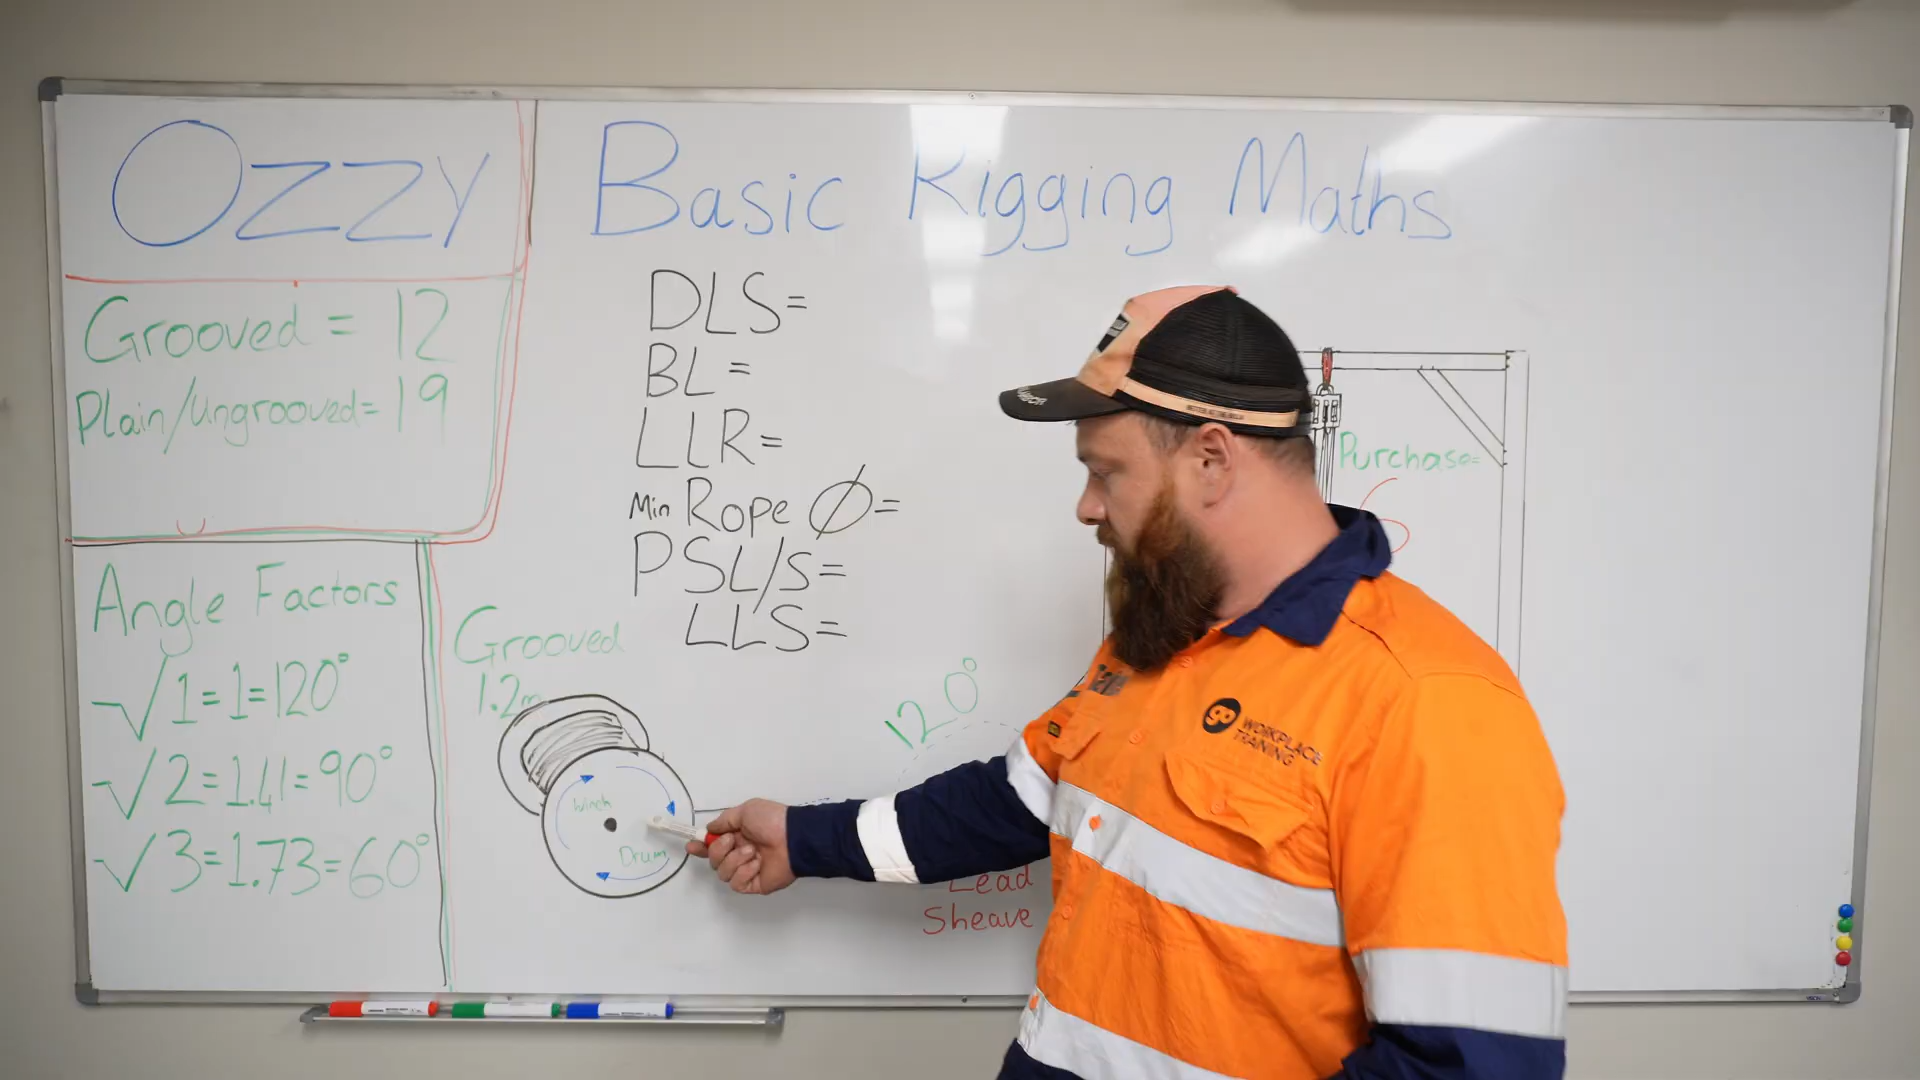 Ozzy
Basic Rigging Maths
Grooved = 12
Plain/Ungrooved= 19
Angle Factors
√1=1=120°
√2=1.41=90°
√3=1.73=60°
DLS=
BL=
LLR=
Min Rope Ø=
PSL/s=
LLS=
Grooved
1.2m
Winch
Drum
120°
Lead
Sheave
Purchase=
6
go WORKPLACE
TRAINING